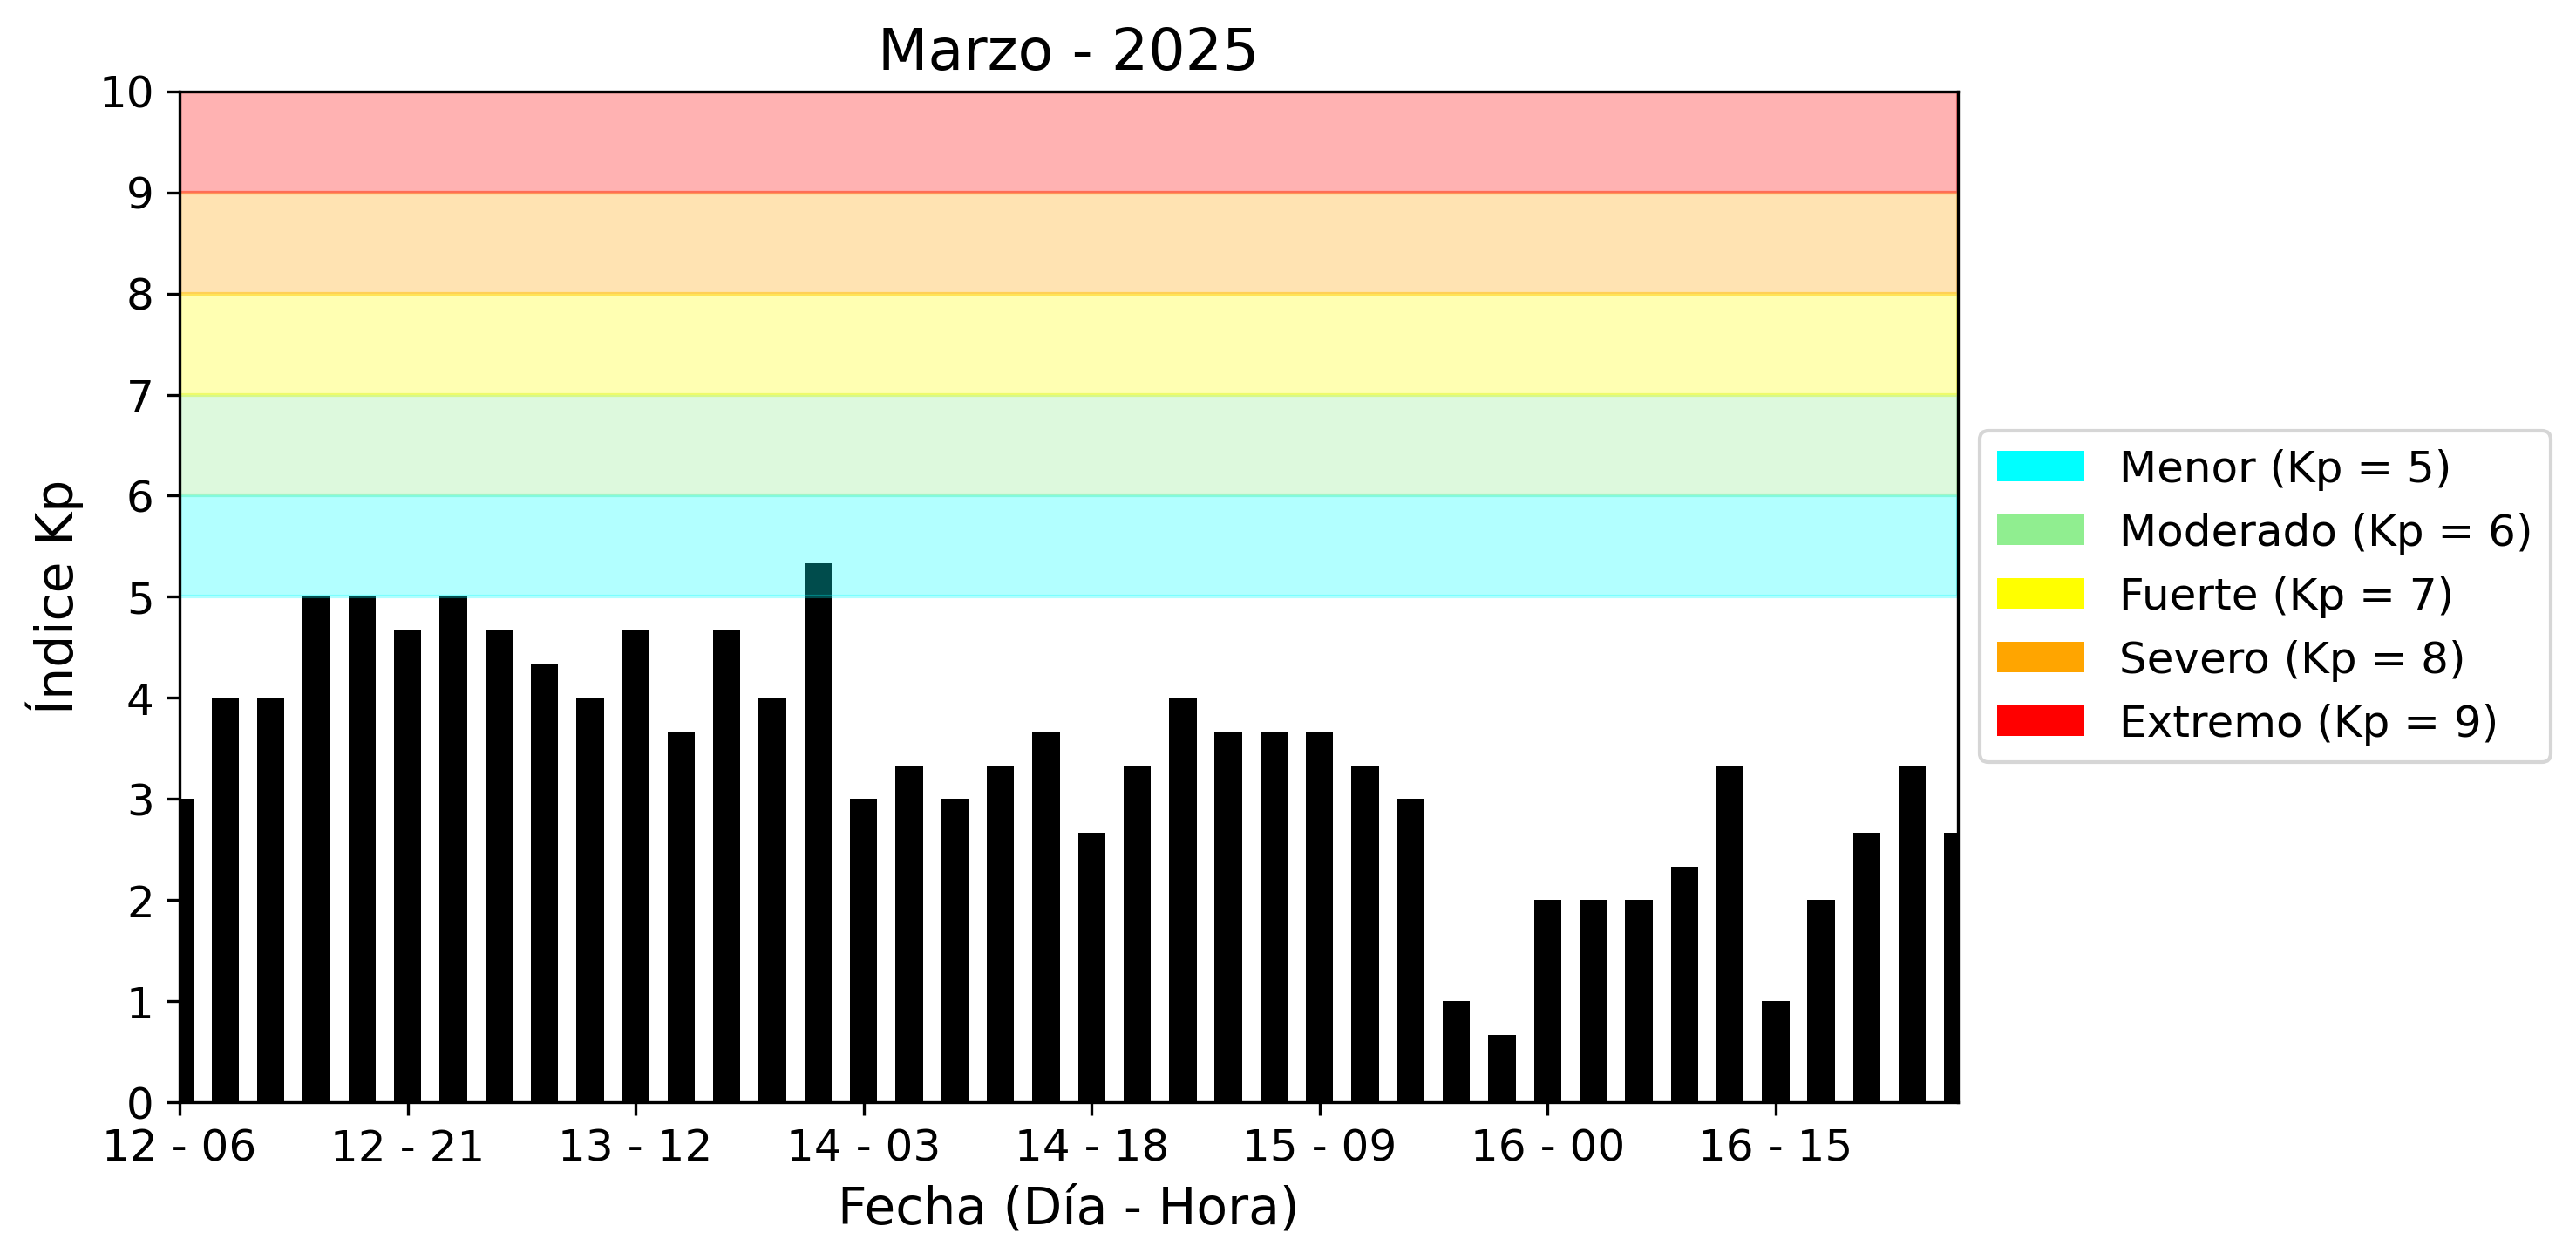 Marzo - 2025
Índice Kp
10
9
8
7
6
5
4
3
2
1
0
12 - 06
12 - 21
13 - 12
14 - 03
14 - 18
15 - 09
16 - 00
16 - 15
Fecha (Día - Hora)
Menor (Kp = 5)
Moderado (Kp = 6)
Fuerte (Kp = 7)
Severo (Kp = 8)
Extremo (Kp = 9)